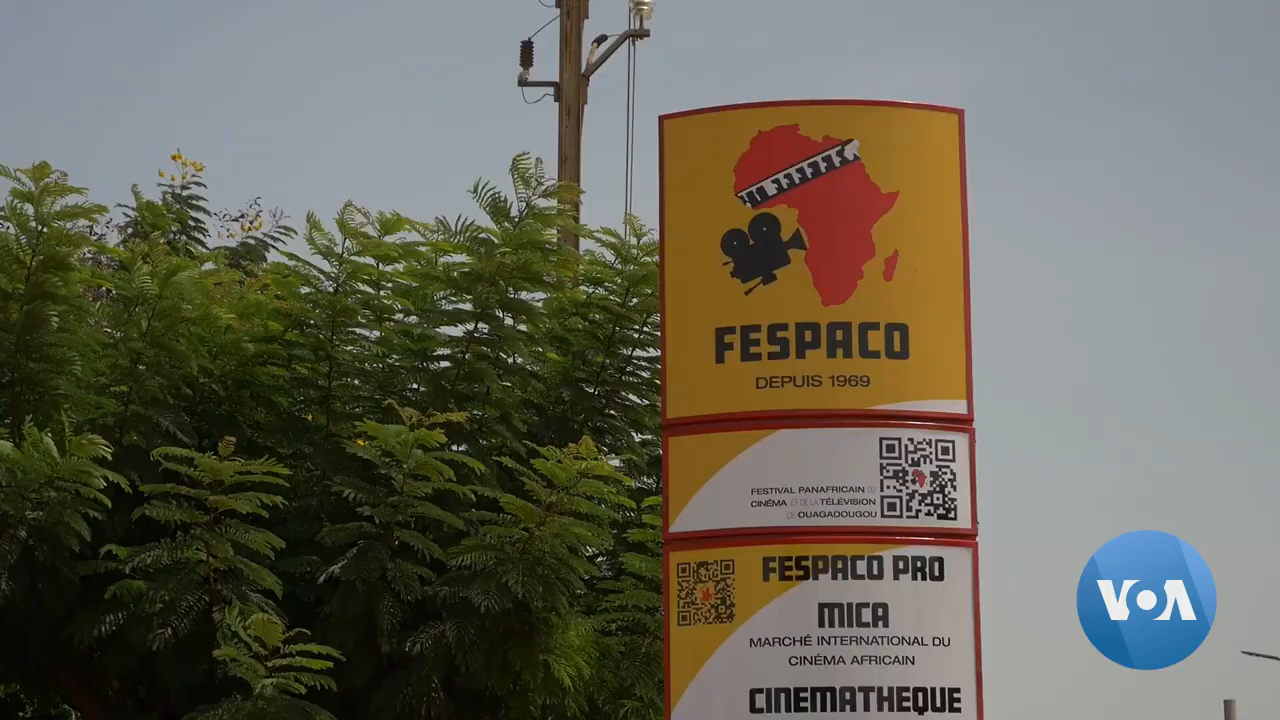 FESPACO
DEPUIS 1969
FESTIVAL PANAFRICAIN DU
CINÉMA ET DE LA TÉLÉVISION
DE OUAGADOUGOU
FESPACO PRO
MICA
MARCHÉ INTERNATIONAL DU
CINÉMA AFRICAIN
CINEMATHEQUE
VOA